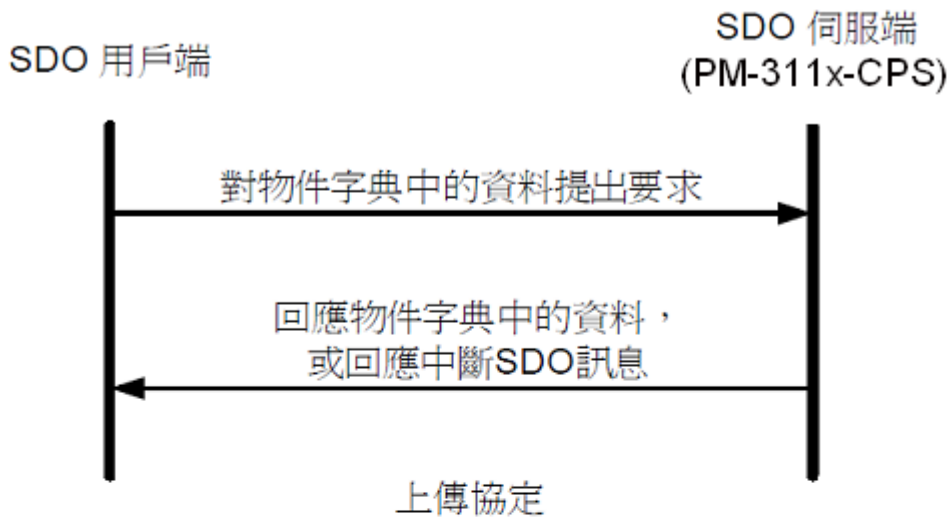 SDO 用戶端
SDO 伺服端
(PM-311x-CPS)
對物件字典中的資料提出要求
回應物件字典中的資料，
或回應中斷SDO訊息
上傳協定